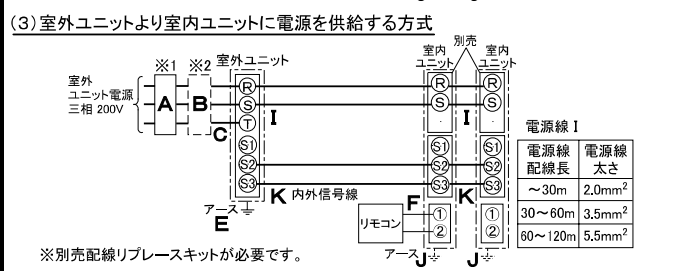 (3)室外ユニットより室内ユニットに電源を供給する方式
※1 ※2 室外ユニット
室内ユニット
別売
室内ユニット
室外
ユニット電源
三相 200V
A
B
C
R
S
T
S1
S2
S3
I
R
S
S1
S2
S3
I
R
S
S1
S2
S3
K 内外信号線
K
アース
E
リモコン
F
①
②
①
②
アース J
J
電源線 I
電源線配線長 電源線太さ
～30m 2.0mm²
30～60m 3.5mm²
60～120m 5.5mm²
※別売配線リプレースキットが必要です。